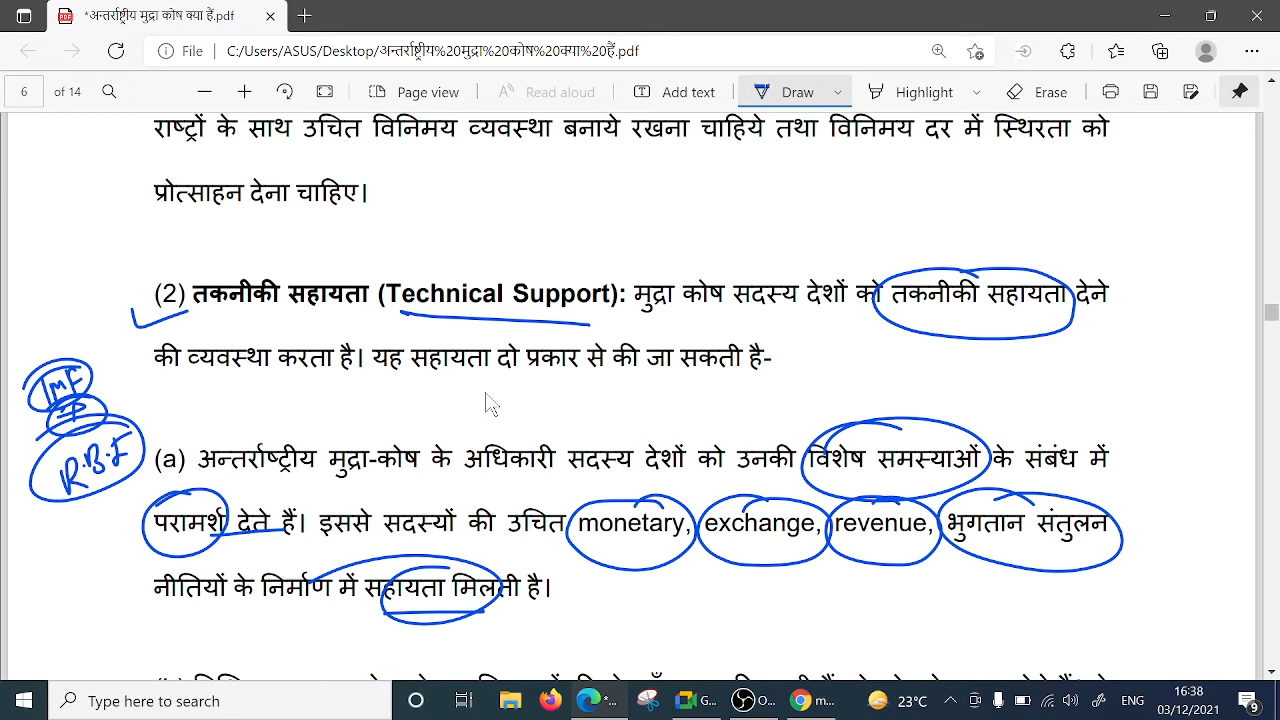 *अन्तर्राष्ट्रीय मुद्रा कोष क्या हैं.pdf
File C:/Users/ASUS/Desktop/अन्तर्राष्ट्रीय%20मुद्रा%20कोष%20क्या%20हैं.pdf
6 of 14 Page view Read aloud Add text Draw Highlight Erase
राष्ट्रों के साथ उचित विनिमय व्यवस्था बनाये रखना चाहिये तथा विनिमय दर में स्थिरता को
प्रोत्साहन देना चाहिए।
(2) तकनीकी सहायता (Technical Support): मुद्रा कोष सदस्य देशों को तकनीकी सहायता देने
की व्यवस्था करता है। यह सहायता दो प्रकार से की जा सकती है-
IMF
(a) अन्तर्राष्ट्रीय मुद्रा-कोष के अधिकारी सदस्य देशों को उनकी विशेष समस्याओं के संबंध में
परामर्श देते हैं। इससे सदस्यों की उचित monetary, exchange, revenue, भुगतान संतुलन
नीतियों के निर्माण में सहायता मिलती है।
Type here to search
23°C ENG 16:38
03/12/2021